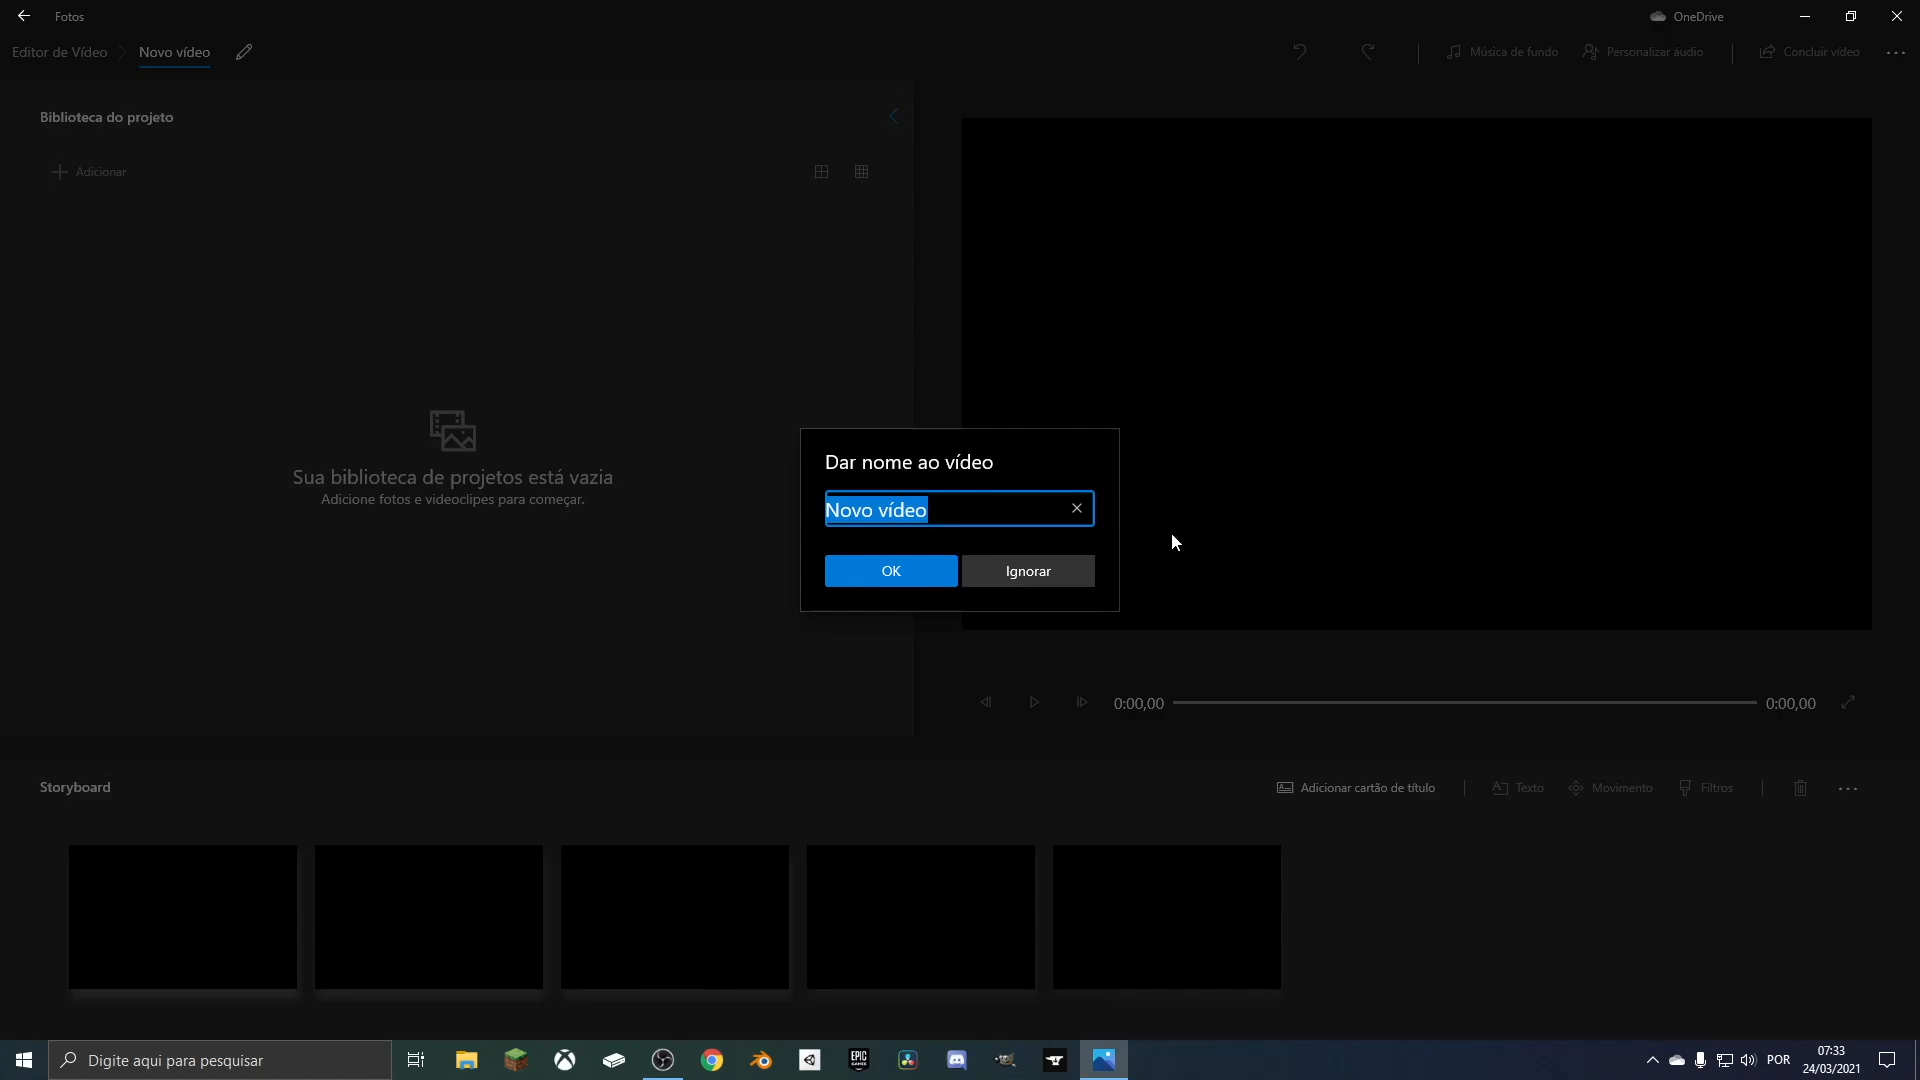 Fotos
OneDrive
Editor de Vídeo
Novo vídeo
Música de fundo
Personalizar áudio
Concluir vídeo
Biblioteca do projeto
Adicionar
Sua biblioteca de projetos está vazia
Adicione fotos e videoclipes para começar.
Dar nome ao vídeo
Novo vídeo
OK
Ignorar
0:00,00
0:00,00
Storyboard
Adicionar cartão de título
Texto
Movimento
Filtros
Digite aqui para pesquisar
EPIC
GAMES
POR
07:33
24/03/2021